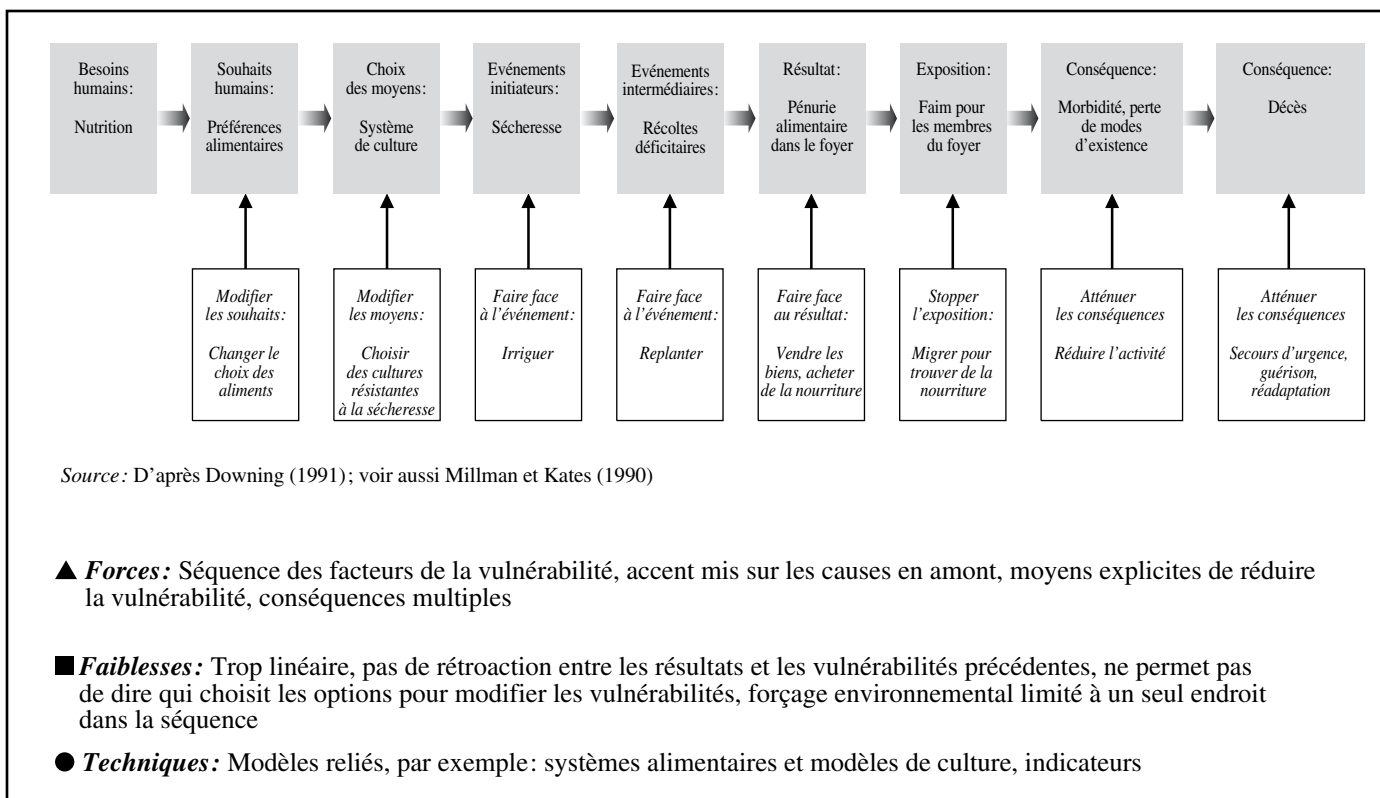 Besoins
humains:
Nutrition
Souhaits
humains:
Préférences
alimentaires
Choix
des moyens:
Système
de culture
Evénements
initiateurs:
Sécheresse
Evénements
intermédiaires:
Récoltes
déficitaires
Résultat:
Pénurie
alimentaire
dans le foyer
Exposition:
Faim pour
les membres
du foyer
Conséquence:
Morbidité, perte
de modes
d'existence
Conséquence:
Décès
Modifier
les souhaits:
Changer le
choix des
aliments
Modifier
les moyens:
Choisir
des cultures
résistantes
à la sécheresse
Faire face
à l'événement:
Irriguer
Faire face
à l'événement:
Replanter
Faire face
au résultat:
Vendre les
biens, acheter
de la nourriture
Stopper
l'exposition:
Migrer pour
trouver de la
nourriture
Atténuer
les conséquences
Réduire l'activité
Atténuer
les conséquences
Secours d'urgence,
guérison,
réadaptation
Source: D'après Downing (1991); voir aussi Millman et Kates (1990)
▲ Forces: Séquence des facteurs de la vulnérabilité, accent mis sur les causes en amont, moyens explicites de réduire
la vulnérabilité, conséquences multiples
■ Faiblesses: Trop linéaire, pas de rétroaction entre les résultats et les vulnérabilités précédentes, ne permet pas
de dire qui choisit les options pour modifier les vulnérabilités, forçage environnemental limité à un seul endroit
dans la séquence
● Techniques: Modèles reliés, par exemple: systèmes alimentaires et modèles de culture, indicateurs